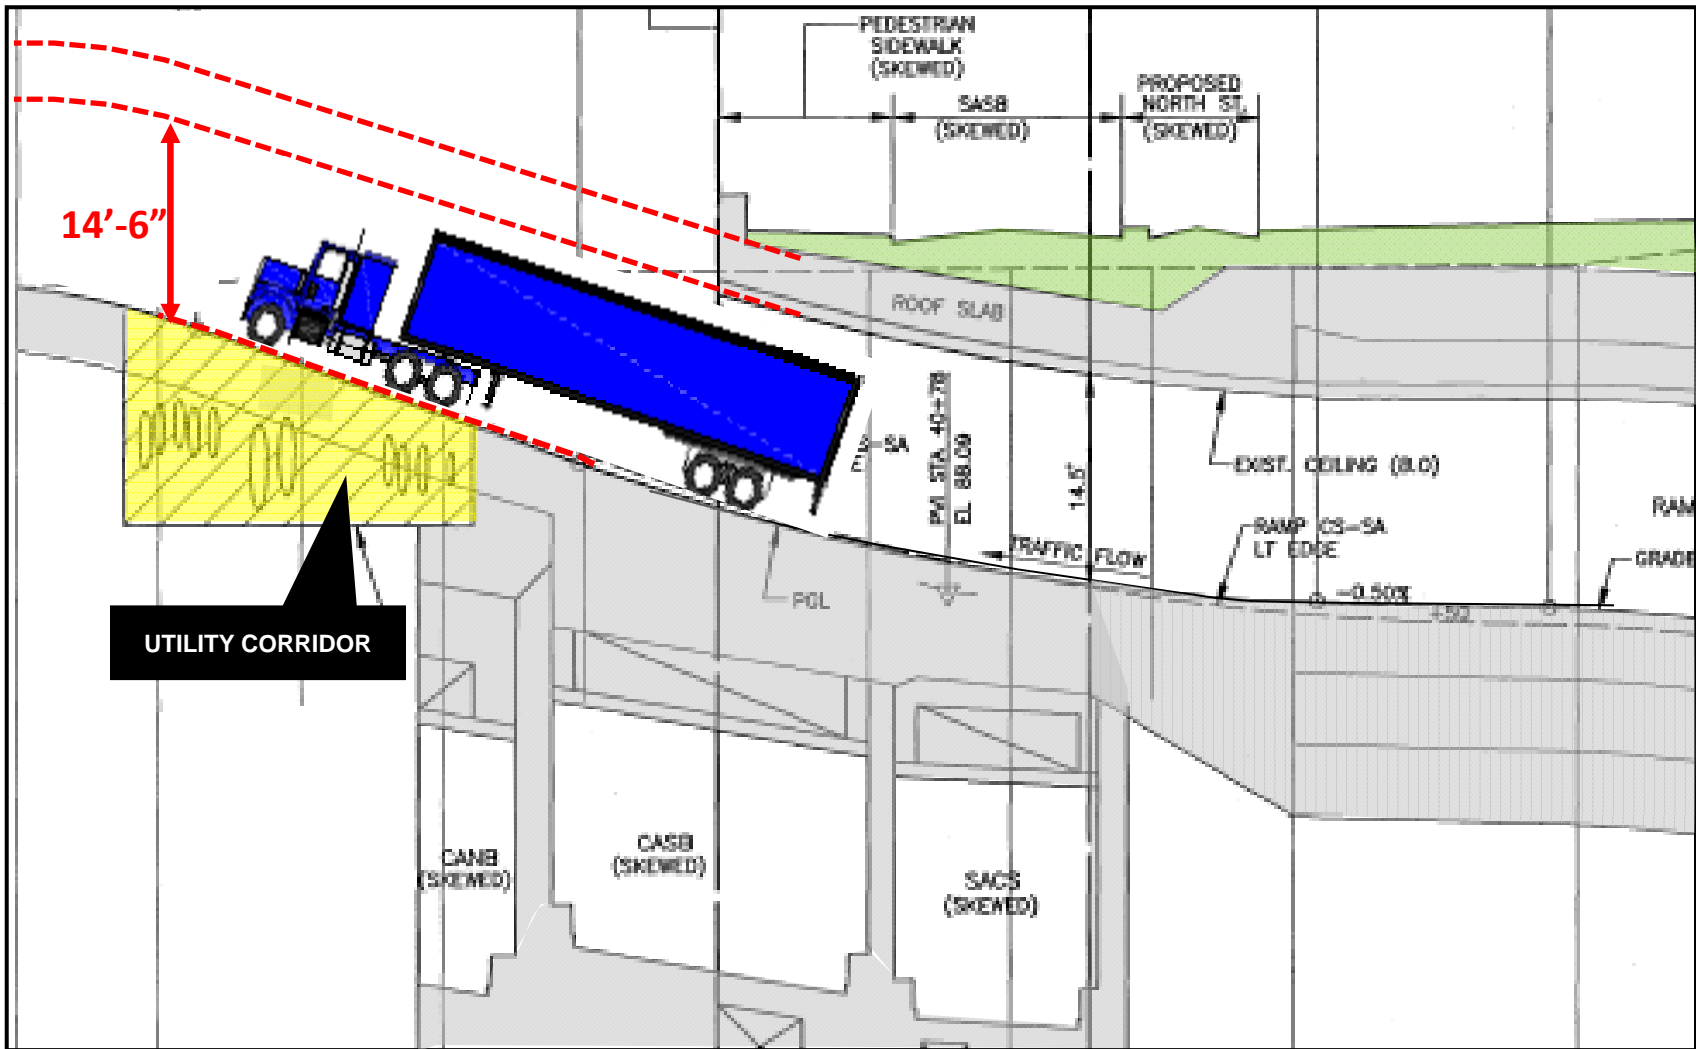 PEDESTRIAN
SIDEWALK
(SKEWED)
SASB
(SKEWED)
PROPOSED
NORTH ST.
(SKEWED)
14’-6”
ROOF SLAB
SA
PVI STA 40+78
EL 88.09
14.5'
EXIST. CEILING (B.O)
RAMP CS-SA
LT EDGE
RAM
GRADE
TRAFFIC FLOW
-0.50%
PGL
UTILITY CORRIDOR
CANB
(SKEWED)
CASB
(SKEWED)
SACS
(SKEWED)